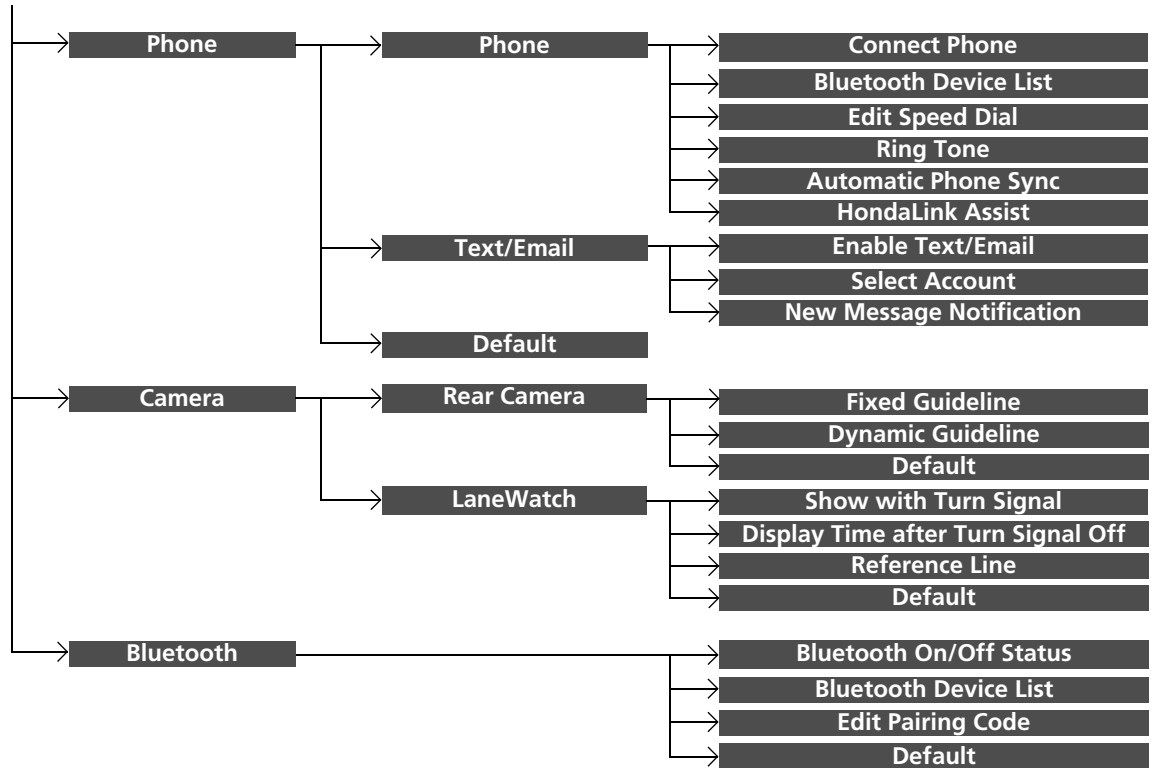 Phone
Phone
Connect Phone
Bluetooth Device List
Edit Speed Dial
Ring Tone
Automatic Phone Sync
HondaLink Assist
Text/Email
Enable Text/Email
Select Account
New Message Notification
Default
Camera
Rear Camera
Fixed Guideline
Dynamic Guideline
Default
LaneWatch
Show with Turn Signal
Display Time after Turn Signal Off
Reference Line
Default
Bluetooth
Bluetooth On/Off Status
Bluetooth Device List
Edit Pairing Code
Default